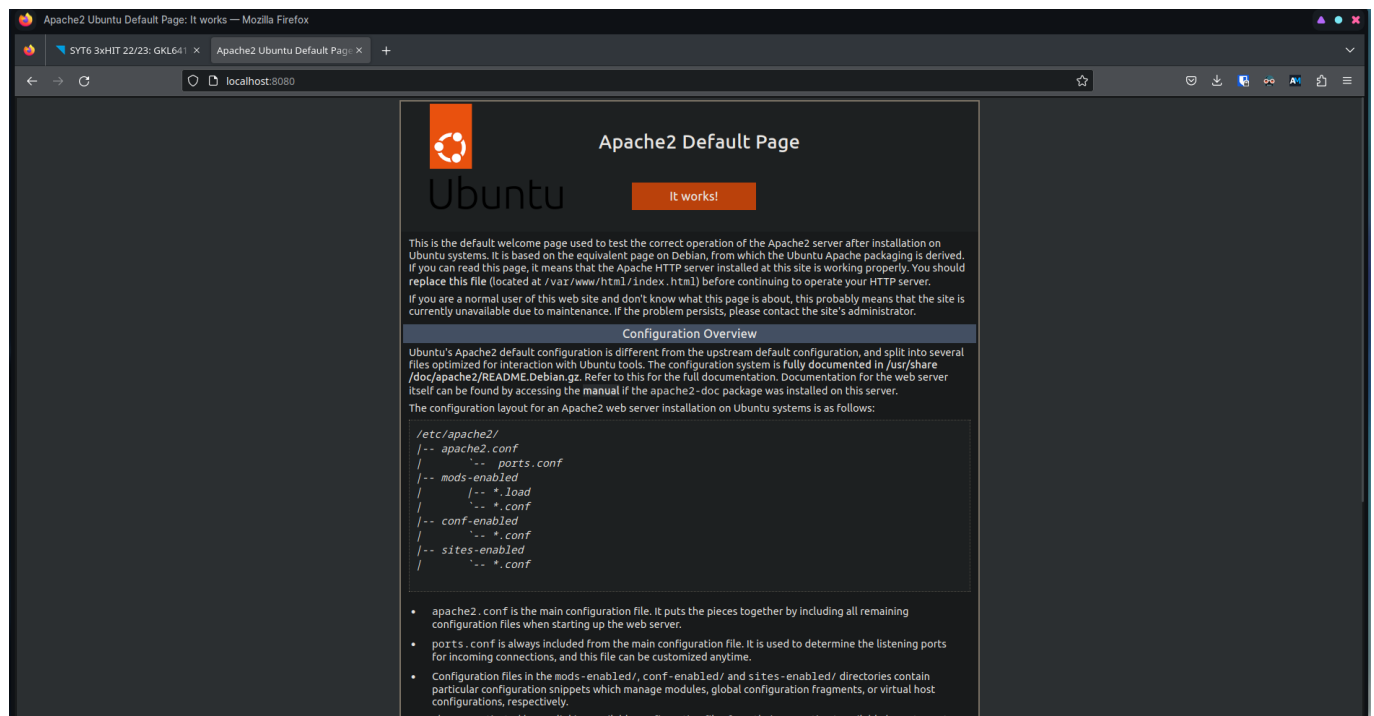 Apache2 Ubuntu Default Page: It works — Mozilla Firefox
SYT6 3xHIT 22/23: GKL641
Apache2 Ubuntu Default Page
localhost:8080
Apache2 Default Page
Ubuntu
It works!
This is the default welcome page used to test the correct operation of the Apache2 server after installation on
Ubuntu systems. It is based on the equivalent page on Debian, from which the Ubuntu Apache packaging is derived.
If you can read this page, it means that the Apache HTTP server installed at this site is working properly. You should
replace this file (located at /var/www/html/index.html) before continuing to operate your HTTP server.
If you are a normal user of this web site and don't know what this page is about, this probably means that the site is
currently unavailable due to maintenance. If the problem persists, please contact the site's administrator.
Configuration Overview
Ubuntu's Apache2 default configuration is different from the upstream default configuration, and split into several
files optimized for interaction with Ubuntu tools. The configuration system is fully documented in /usr/share
/doc/apache2/README.Debian.gz. Refer to this for the full documentation. Documentation for the web server
itself can be found by accessing the manual if the apache2-doc package was installed on this server.
The configuration layout for an Apache2 web server installation on Ubuntu systems is as follows:
/etc/apache2/
|-- apache2.conf
|       `--  ports.conf
|-- mods-enabled
|       |-- *.load
|       `-- *.conf
|-- conf-enabled
|       `-- *.conf
|-- sites-enabled
|       `-- *.conf
• apache2.conf is the main configuration file. It puts the pieces together by including all remaining
configuration files when starting up the web server.
• ports.conf is always included from the main configuration file. It is used to determine the listening ports
for incoming connections, and this file can be customized anytime.
• Configuration files in the mods-enabled/, conf-enabled/ and sites-enabled/ directories contain
particular configuration snippets which manage modules, global configuration fragments, or virtual host
configurations, respectively.